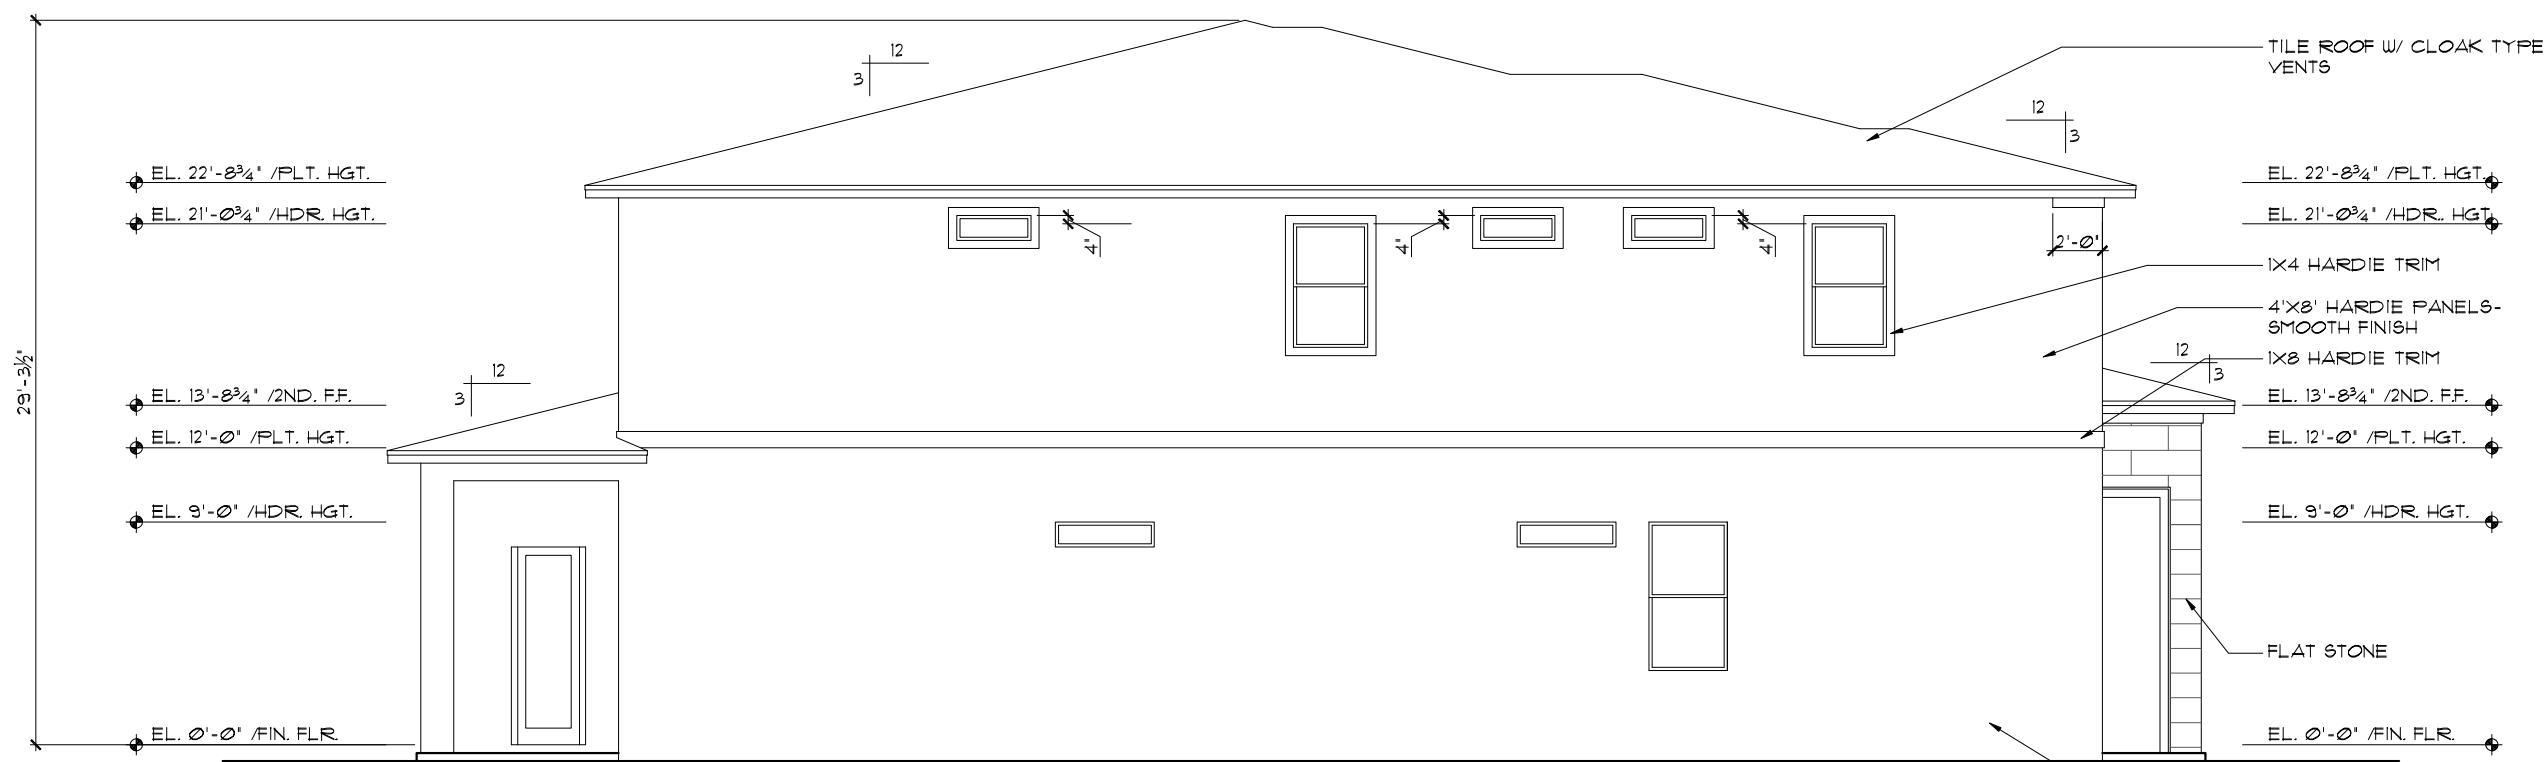 TILE ROOF W/ CLOAK TYPE
VENTS
12
3
12
3
EL. 22'-8¾" /PLT. HGT.
EL. 22'-8¾" /PLT. HGT.
EL. 21'-0¾" /HDR. HGT.
EL. 21'-0¾" /HDR.. HGT
4"
4"
4"
2'-0"
1X4 HARDIE TRIM
4'X8' HARDIE PANELS-
SMOOTH FINISH
1X8 HARDIE TRIM
29'-3½"
12
3
12
3
EL. 13'-8¾" /2ND. F.F.
EL. 13'-8¾" /2ND. F.F.
EL. 12'-0" /PLT. HGT.
EL. 12'-0" /PLT. HGT.
EL. 9'-0" /HDR. HGT.
EL. 9'-0" /HDR. HGT.
FLAT STONE
EL. 0'-0" /FIN. FLR.
EL. 0'-0" /FIN. FLR.